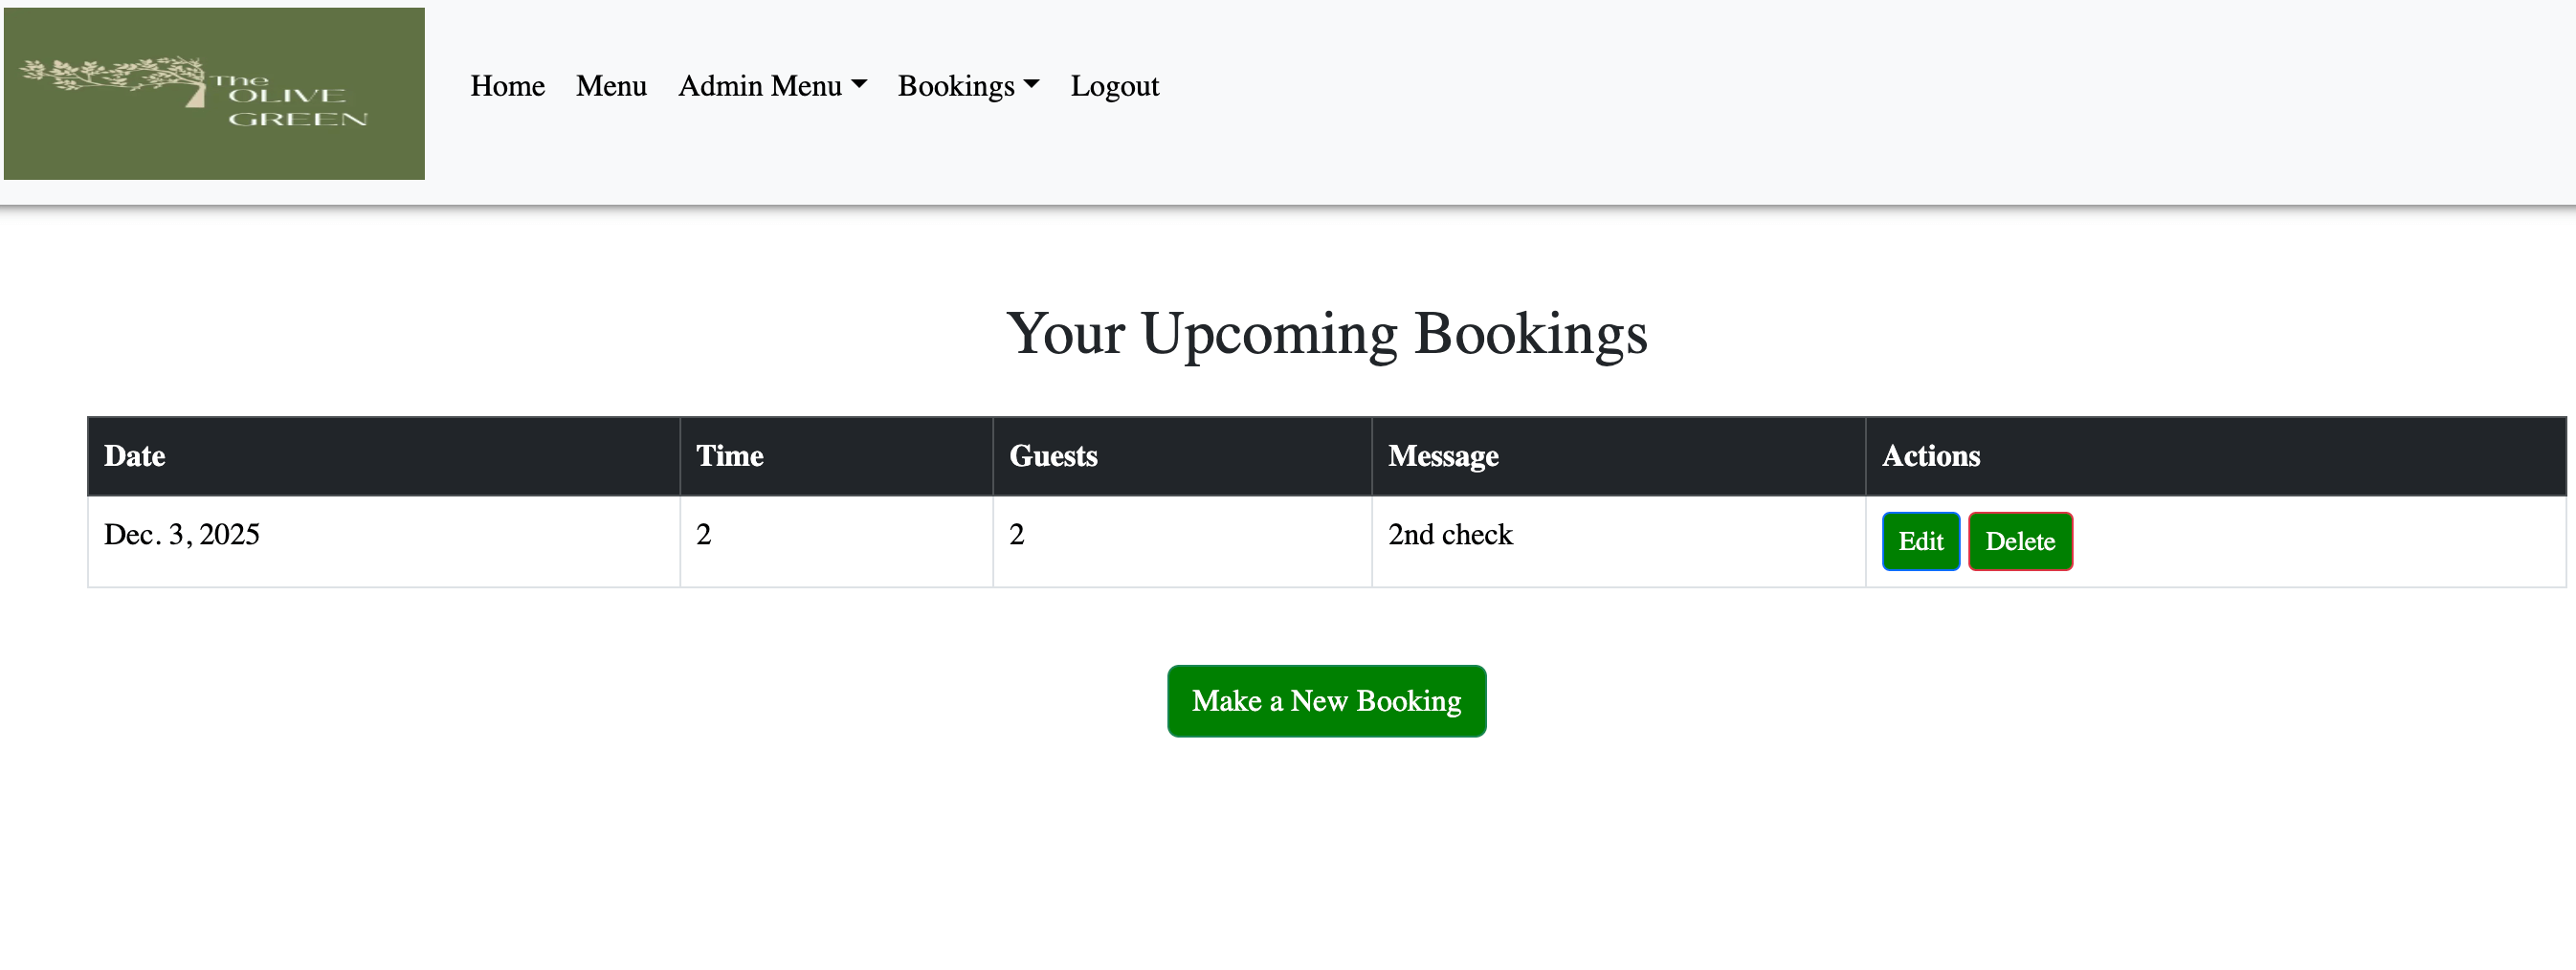 The
OLIVE
GREEN
Home Menu Admin Menu Bookings Logout
Your Upcoming Bookings
Date Time Guests Message Actions
Dec. 3, 2025 2 2 2nd check Edit Delete
Make a New Booking